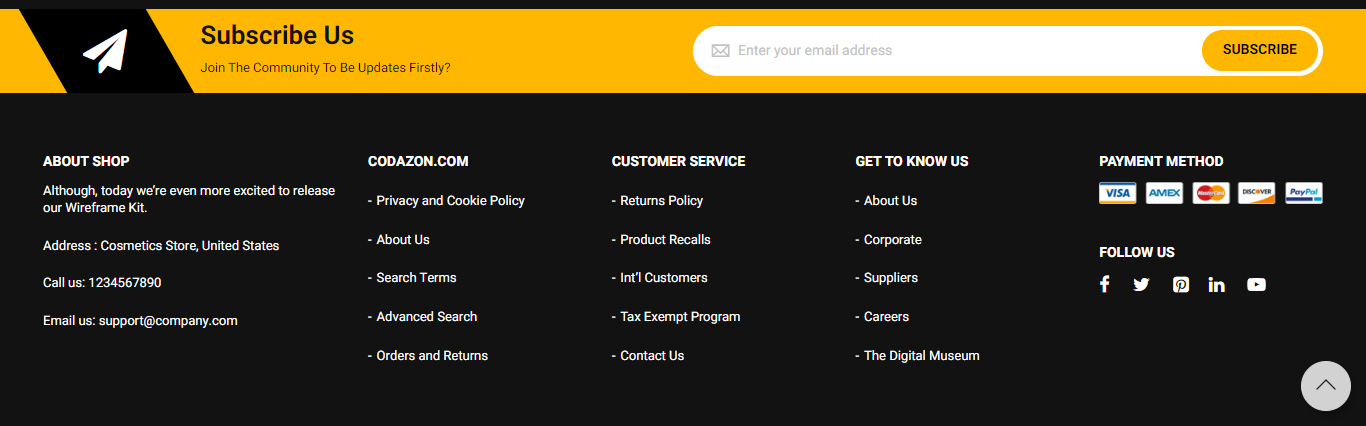 Subscribe Us
Join The Community To Be Updates Firstly?
Enter your email address
SUBSCRIBE
ABOUT SHOP
Although, today we're even more excited to release
our Wireframe Kit.
Address : Cosmetics Store, United States
Call us: 1234567890
Email us: support@company.com
CODAZON.COM
- Privacy and Cookie Policy
- About Us
- Search Terms
- Advanced Search
- Orders and Returns
CUSTOMER SERVICE
- Returns Policy
- Product Recalls
- Int'l Customers
- Tax Exempt Program
- Contact Us
GET TO KNOW US
- About Us
- Corporate
- Suppliers
- Careers
- The Digital Museum
PAYMENT METHOD
VISA
AMEX
MasterCard
DISCOVER
PayPal
FOLLOW US